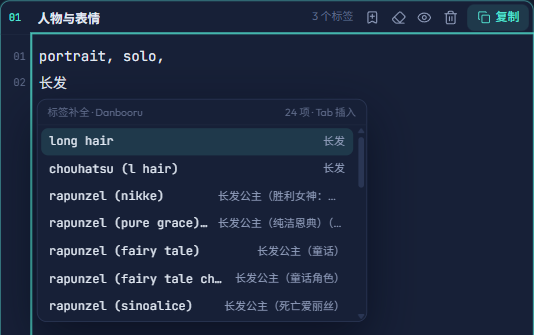 01 人物与表情 3 个标签 复制
01 portrait, solo,
02 长发
标签补全 · Danbooru 24 项 · Tab 插入
long hair 长发
chouhatsu (l hair) 长发
rapunzel (nikke) 长发公主（胜利女神：…
rapunzel (pure grace)… 长发公主（纯洁恩典）（…
rapunzel (fairy tale) 长发公主（童话）
rapunzel (fairy tale ch… 长发公主（童话角色）
rapunzel (sinoalice) 长发公主（死亡爱丽丝）